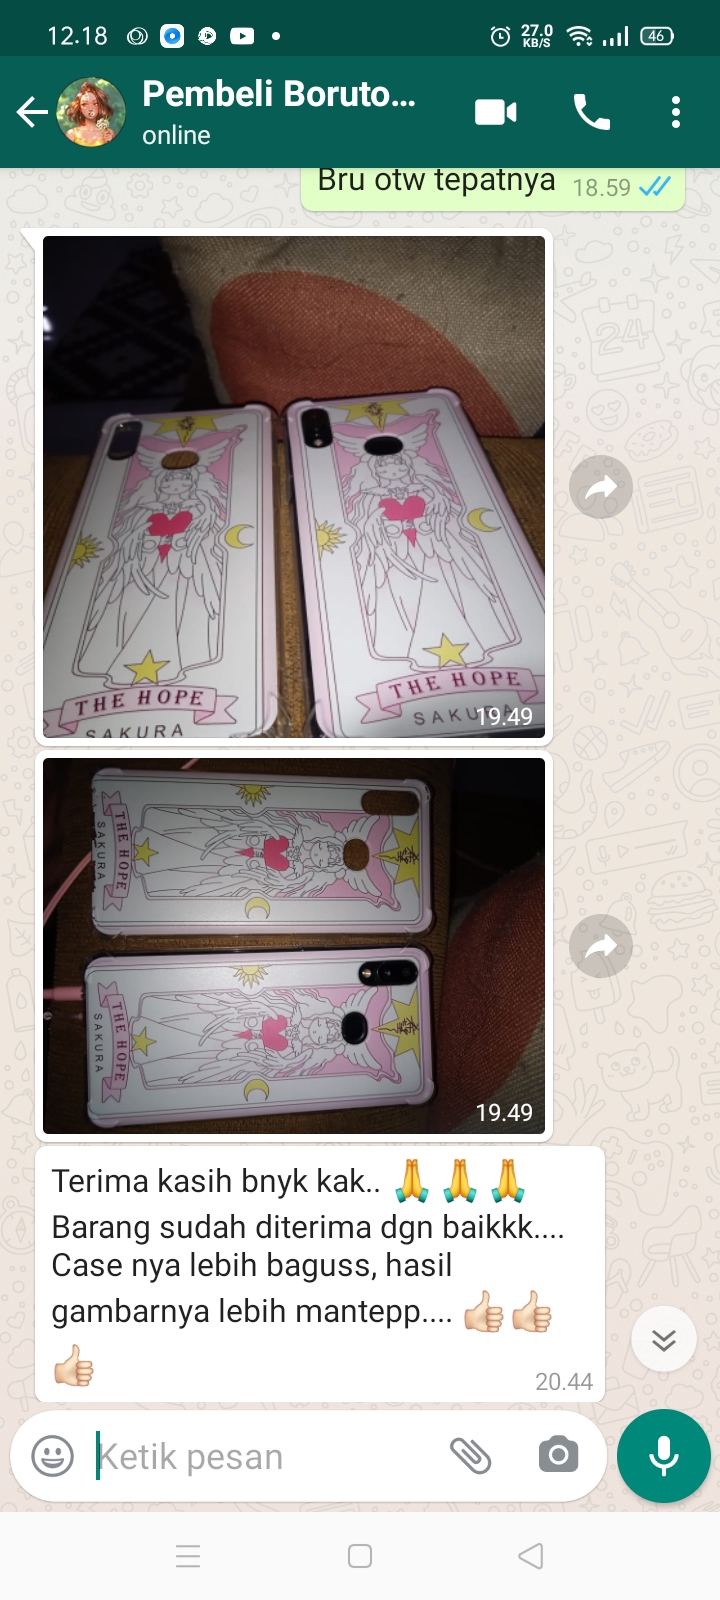 12.18
27.0
KB/S
46
Pembeli Boruto...
online
Bru otw tepatnya 18.59
THE HOPE
SAKURA
THE HOPE
SAKURA
19.49
THE HOPE
SAKURA
THE HOPE
SAKURA
19.49
Terima kasih bnyk kak.. 🙏🙏🙏
Barang sudah diterima dgn baikkk....
Case nya lebih baguss, hasil
gambarnya lebih mantepp.... 👍🏻👍🏻
👍🏻
20.44
Ketik pesan